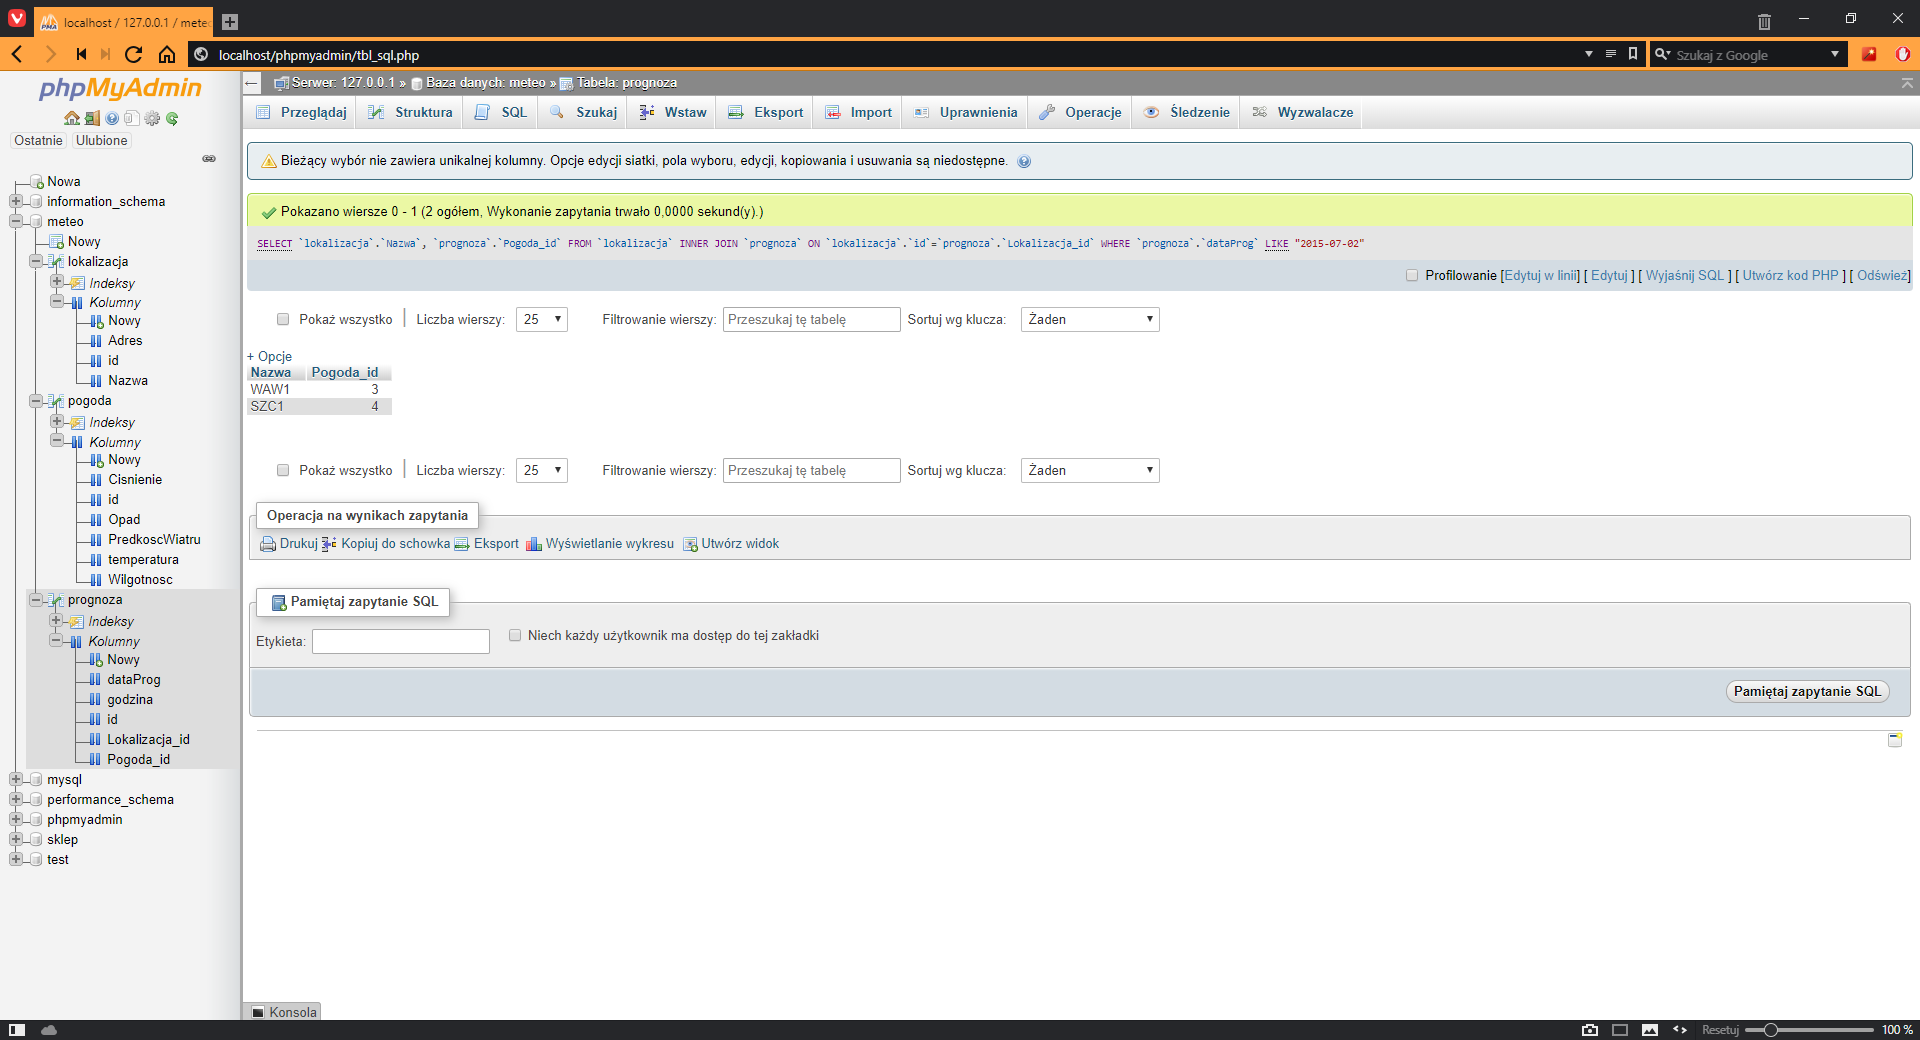 localhost / 127.0.0.1 / mete
localhost/phpmyadmin/tbl_sql.php
Szukaj z Google
phpMyAdmin
Ostatnie Ulubione
Nowa
information_schema
meteo
Nowy
lokalizacja
Indeksy
Kolumny
Nowy
Adres
id
Nazwa
pogoda
Indeksy
Kolumny
Nowy
Cisnienie
id
Opad
PredkoscWiatru
temperatura
Wilgotnosc
prognoza
Indeksy
Kolumny
Nowy
dataProg
godzina
id
Lokalizacja_id
Pogoda_id
mysql
performance_schema
phpmyadmin
sklep
test
Serwer: 127.0.0.1 » Baza danych: meteo » Tabela: prognoza
Przeglądaj Struktura SQL Szukaj Wstaw Eksport Import Uprawnienia Operacje Śledzenie Wyzwalacze
Bieżący wybór nie zawiera unikalnej kolumny. Opcje edycji siatki, pola wyboru, edycji, kopiowania i usuwania są niedostępne.
Pokazano wiersze 0 - 1 (2 ogółem, Wykonanie zapytania trwało 0,0000 sekund(y).)
SELECT `lokalizacja`.`Nazwa`, `prognoza`.`Pogoda_id` FROM `lokalizacja` INNER JOIN `prognoza` ON `lokalizacja`.`id`=`prognoza`.`Lokalizacja_id` WHERE `prognoza`.`dataProg` LIKE "2015-07-02"
Profilowanie [Edytuj w linii] [ Edytuj ] [ Wyjaśnij SQL ] [ Utwórz kod PHP ] [ Odśwież]
Pokaż wszystko | Liczba wierszy: 25 Filtrowanie wierszy: Przeszukaj tę tabelę Sortuj wg klucza: Żaden
+ Opcje
Nazwa Pogoda_id
WAW1 3
SZC1 4
Pokaż wszystko | Liczba wierszy: 25 Filtrowanie wierszy: Przeszukaj tę tabelę Sortuj wg klucza: Żaden
Operacja na wynikach zapytania
Drukuj Kopiuj do schowka Eksport Wyświetlanie wykresu Utwórz widok
Pamiętaj zapytanie SQL
Etykieta: Niech każdy użytkownik ma dostęp do tej zakładki
Pamiętaj zapytanie SQL
Konsola
Resetuj 100 %